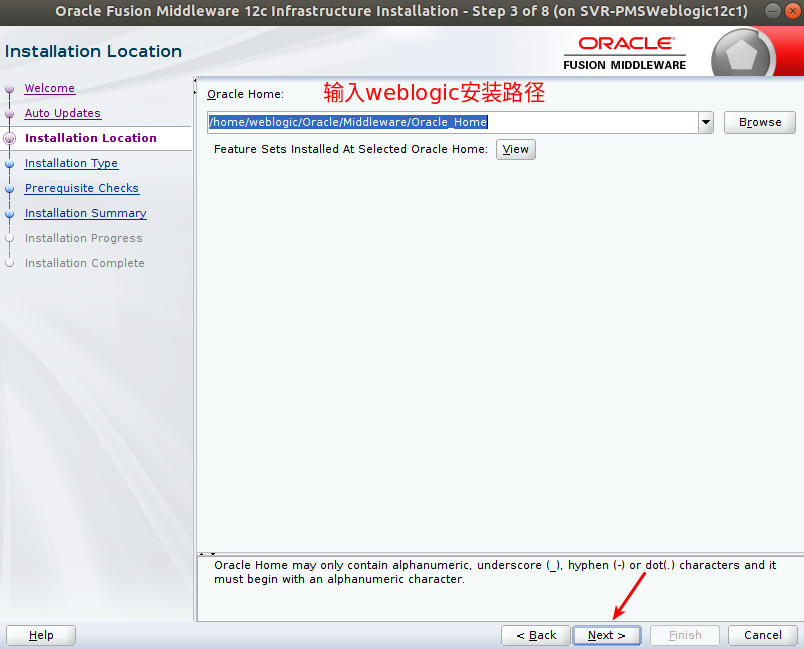 Oracle Fusion Middleware 12c Infrastructure Installation - Step 3 of 8 (on SVR-PMSWeblogic12c1)
Installation Location
ORACLE
FUSION MIDDLEWARE
Welcome
Auto Updates
Installation Location
Installation Type
Prerequisite Checks
Installation Summary
Installation Progress
Installation Complete
Oracle Home:
输入weblogic安装路径
/home/weblogic/Oracle/Middleware/Oracle_Home
Browse
Feature Sets Installed At Selected Oracle Home:
View
Oracle Home may only contain alphanumeric, underscore (_), hyphen (-) or dot(.) characters and it
must begin with an alphanumeric character.
Help
< Back
Next >
Finish
Cancel